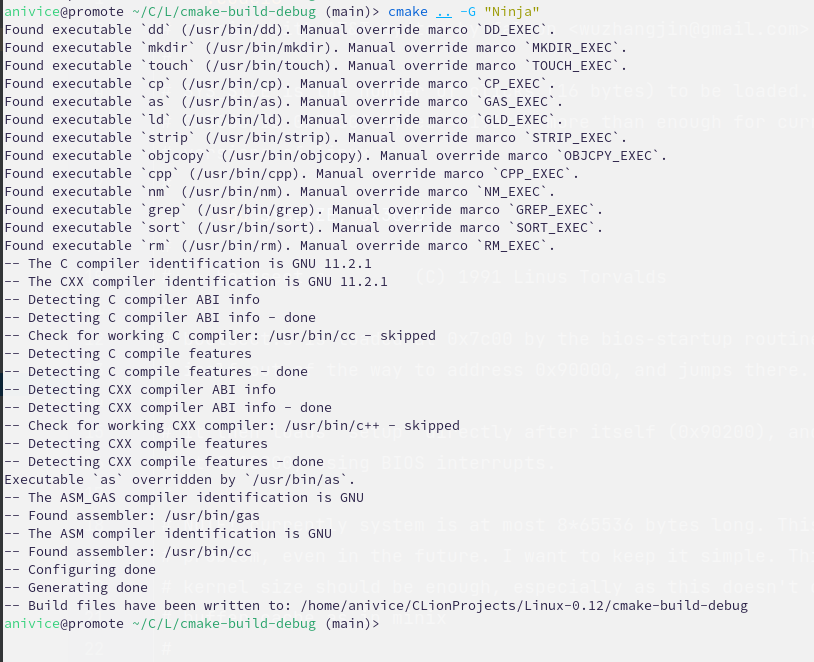 anivice@promote ~/C/L/cmake-build-debug (main)> cmake .. -G "Ninja"
Found executable `dd` (/usr/bin/dd). Manual override marco `DD_EXEC`.
Found executable `mkdir` (/usr/bin/mkdir). Manual override marco `MKDIR_EXEC`.
Found executable `touch` (/usr/bin/touch). Manual override marco `TOUCH_EXEC`.
Found executable `cp` (/usr/bin/cp). Manual override marco `CP_EXEC`.
Found executable `as` (/usr/bin/as). Manual override marco `GAS_EXEC`.
Found executable `ld` (/usr/bin/ld). Manual override marco `GLD_EXEC`.
Found executable `strip` (/usr/bin/strip). Manual override marco `STRIP_EXEC`.
Found executable `objcopy` (/usr/bin/objcopy). Manual override marco `OBJCPY_EXEC`.
Found executable `cpp` (/usr/bin/cpp). Manual override marco `CPP_EXEC`.
Found executable `nm` (/usr/bin/nm). Manual override marco `NM_EXEC`.
Found executable `grep` (/usr/bin/grep). Manual override marco `GREP_EXEC`.
Found executable `sort` (/usr/bin/sort). Manual override marco `SORT_EXEC`.
Found executable `rm` (/usr/bin/rm). Manual override marco `RM_EXEC`.
-- The C compiler identification is GNU 11.2.1
-- The CXX compiler identification is GNU 11.2.1
-- Detecting C compiler ABI info
-- Detecting C compiler ABI info - done
-- Check for working C compiler: /usr/bin/cc - skipped
-- Detecting C compile features
-- Detecting C compile features - done
-- Detecting CXX compiler ABI info
-- Detecting CXX compiler ABI info - done
-- Check for working CXX compiler: /usr/bin/c++ - skipped
-- Detecting CXX compile features
-- Detecting CXX compile features - done
Executable `as` overridden by `/usr/bin/as`.
-- The ASM_GAS compiler identification is GNU
-- Found assembler: /usr/bin/gas
-- The ASM compiler identification is GNU
-- Found assembler: /usr/bin/cc
-- Configuring done
-- Generating done
-- Build files have been written to: /home/anivice/CLionProjects/Linux-0.12/cmake-build-debug
anivice@promote ~/C/L/cmake-build-debug (main)>